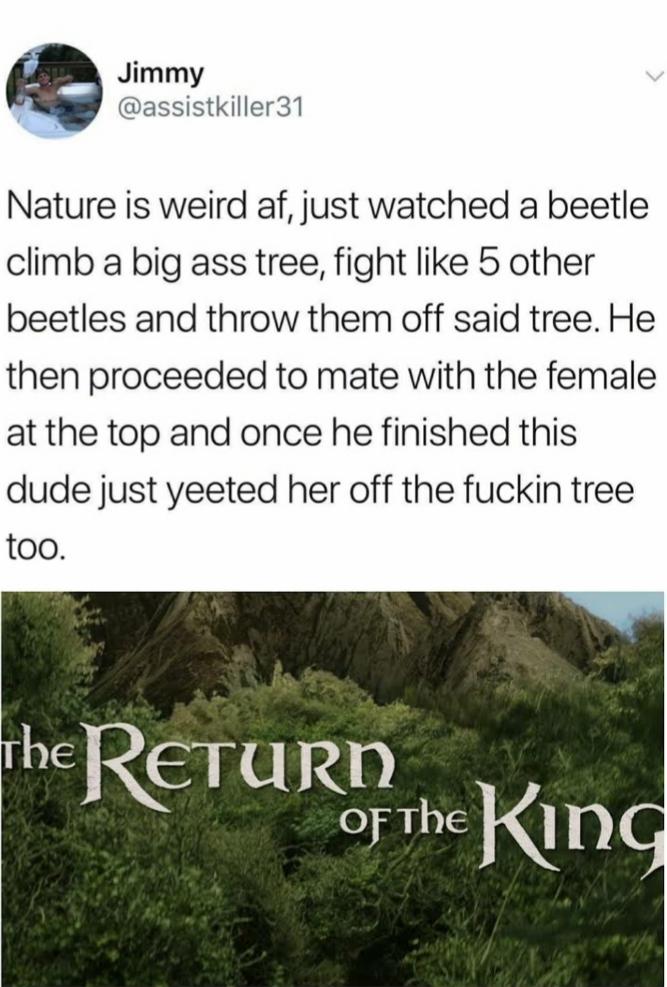 Jimmy
@assistkiller31
Nature is weird af, just watched a beetle
climb a big ass tree, fight like 5 other
beetles and throw them off said tree. He
then proceeded to mate with the female
at the top and once he finished this
dude just yeeted her off the fuckin tree
too.
The RETURN
OF The KING